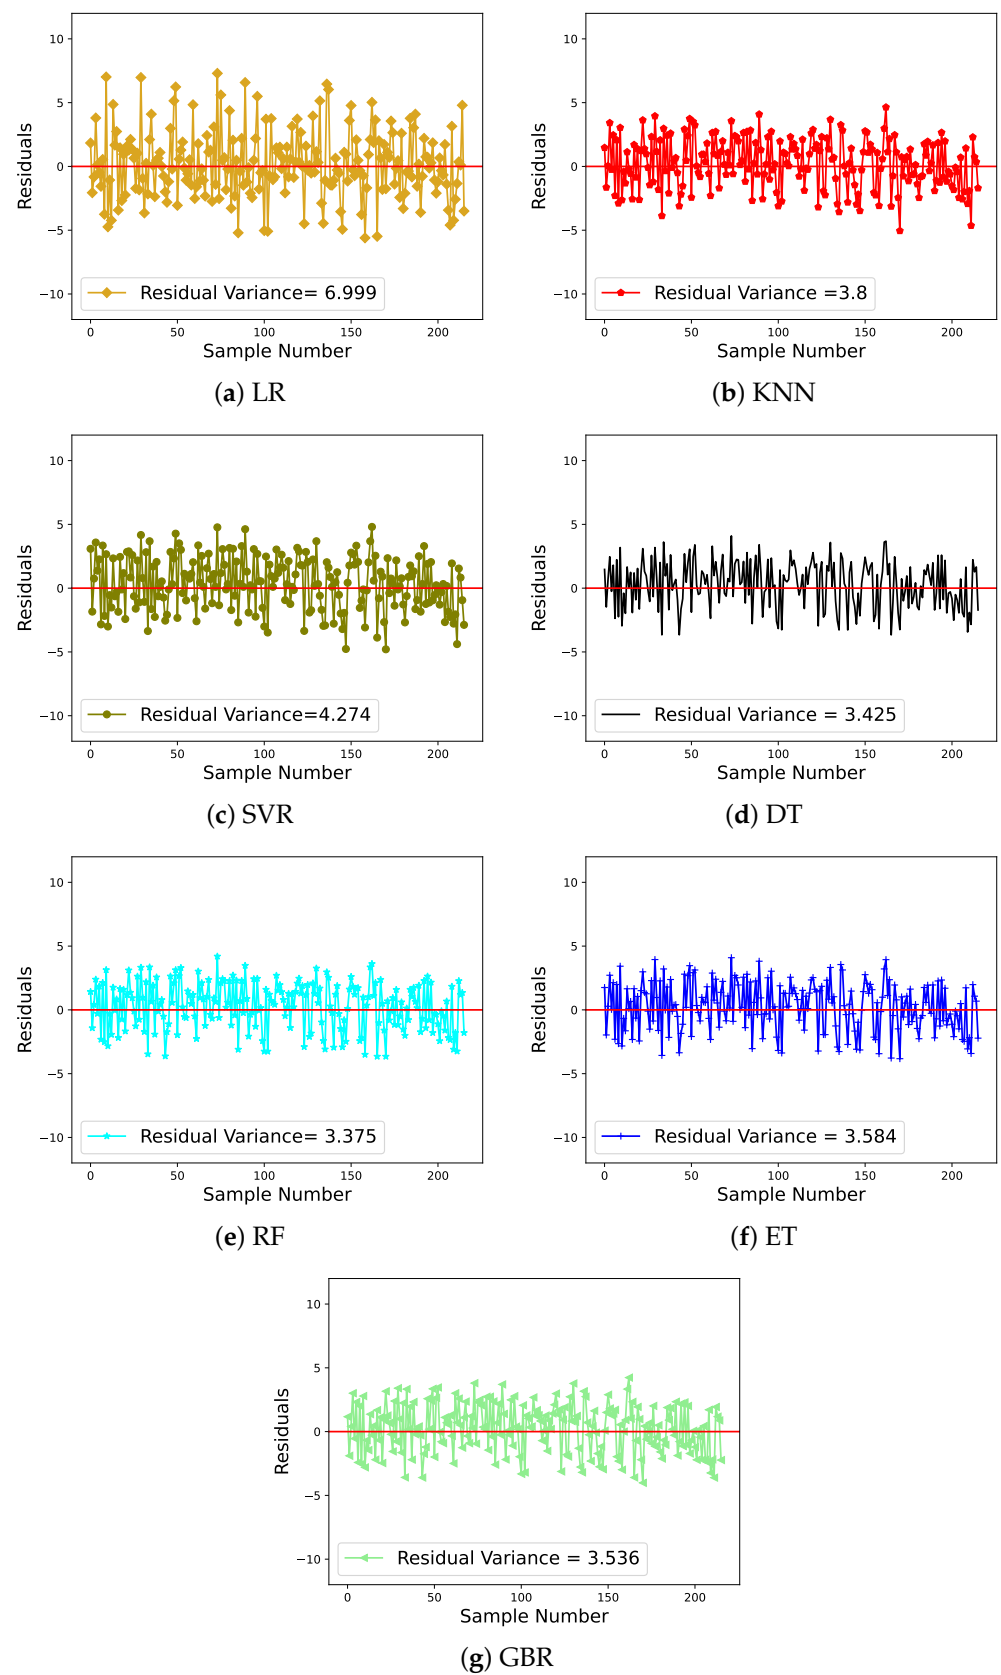 10
5
0
−5
−10
Residuals
Residual Variance= 6.999
0 50 100 150 200
Sample Number
(a) LR
10
5
0
−5
−10
Residuals
Residual Variance =3.8
0 50 100 150 200
Sample Number
(b) KNN
10
5
0
−5
−10
Residuals
Residual Variance=4.274
0 50 100 150 200
Sample Number
(c) SVR
10
5
0
−5
−10
Residuals
Residual Variance = 3.425
0 50 100 150 200
Sample Number
(d) DT
10
5
0
−5
−10
Residuals
Residual Variance= 3.375
0 50 100 150 200
Sample Number
(e) RF
10
5
0
−5
−10
Residuals
Residual Variance = 3.584
0 50 100 150 200
Sample Number
(f) ET
10
5
0
−5
−10
Residuals
Residual Variance = 3.536
0 50 100 150 200
Sample Number
(g) GBR